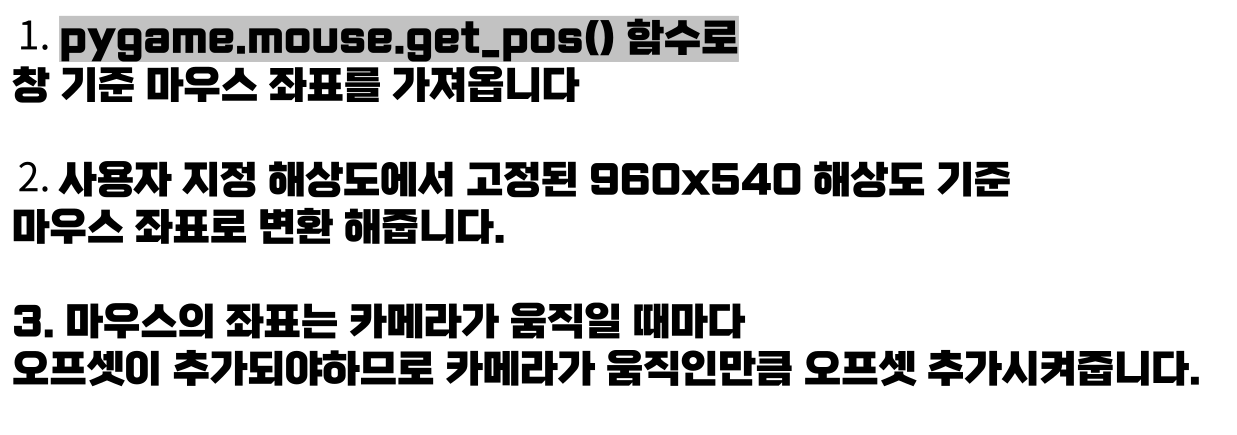 1. pygame.mouse.get_pos() 함수로
창 기준 마우스 좌표를 가져옵니다
2. 사용자 지정 해상도에서 고정된 960x540 해상도 기준
마우스 좌표로 변환 해줍니다.
3. 마우스의 좌표는 카메라가 움직일 때마다
오프셋이 추가되야하므로 카메라가 움직인만큼 오프셋 추가시켜줍니다.